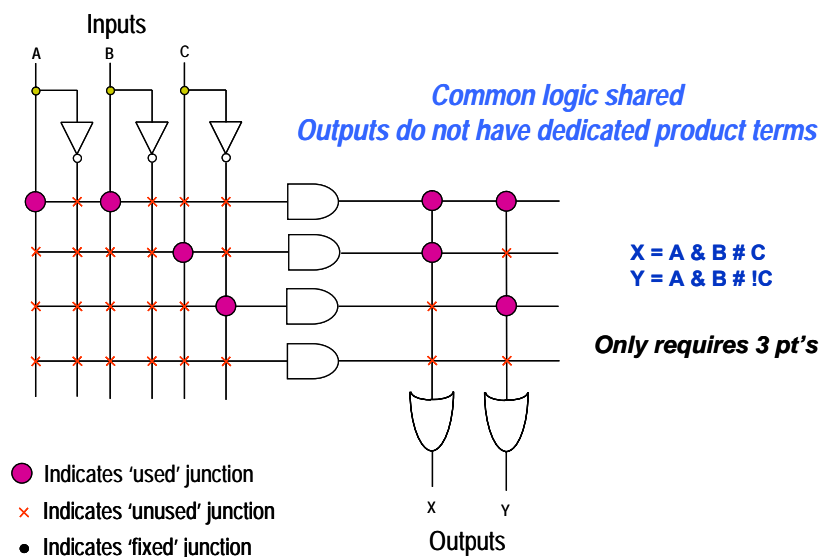 Inputs
A B C
Common logic shared
Outputs do not have dedicated product terms
X = A & B # C
Y = A & B # !C
Only requires 3 pt's
Indicates 'used' junction
Indicates 'unused' junction
Indicates 'fixed' junction
X Y
Outputs